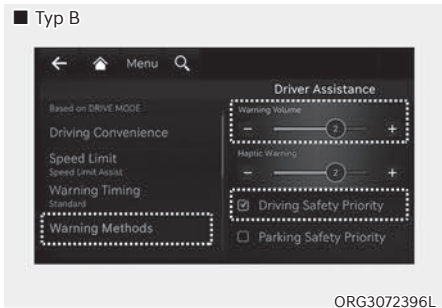 ■ Typ B
Menu
Driver Assistance
Based on DRIVE MODE
Driving Convenience
Speed Limit
Speed Limit Assist
Warning Timing
Standard
Warning Methods
Warning Volume
− 2 +
Haptic Warning
− 2 +
Driving Safety Priority
Parking Safety Priority
ORG3072396L